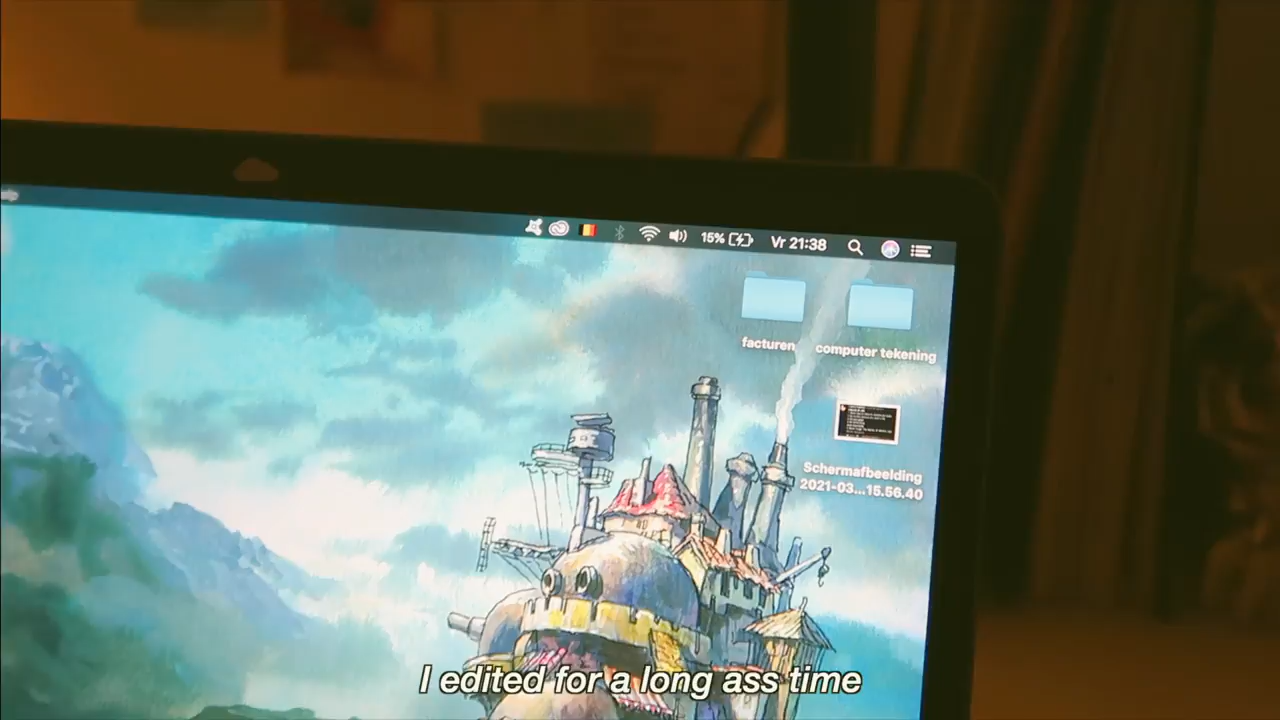 15%
Vr 21:38
facturen
computer tekening
Schermafbeelding
2021-03...15.56.40
I edited for a long ass time